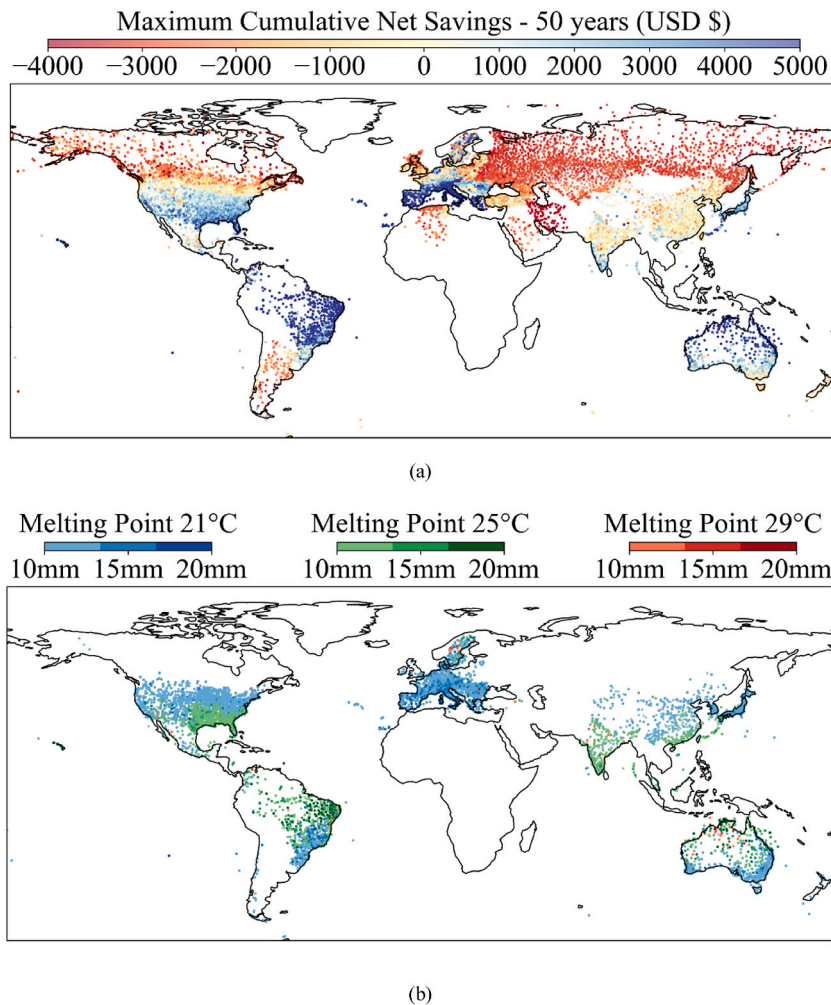 Maximum Cumulative Net Savings - 50 years (USD $)
−4000 −3000 −2000 −1000 0 1000 2000 3000 4000 5000
(a)
Melting Point 21°C Melting Point 25°C Melting Point 29°C
10mm 15mm 20mm 10mm 15mm 20mm 10mm 15mm 20mm
(b)